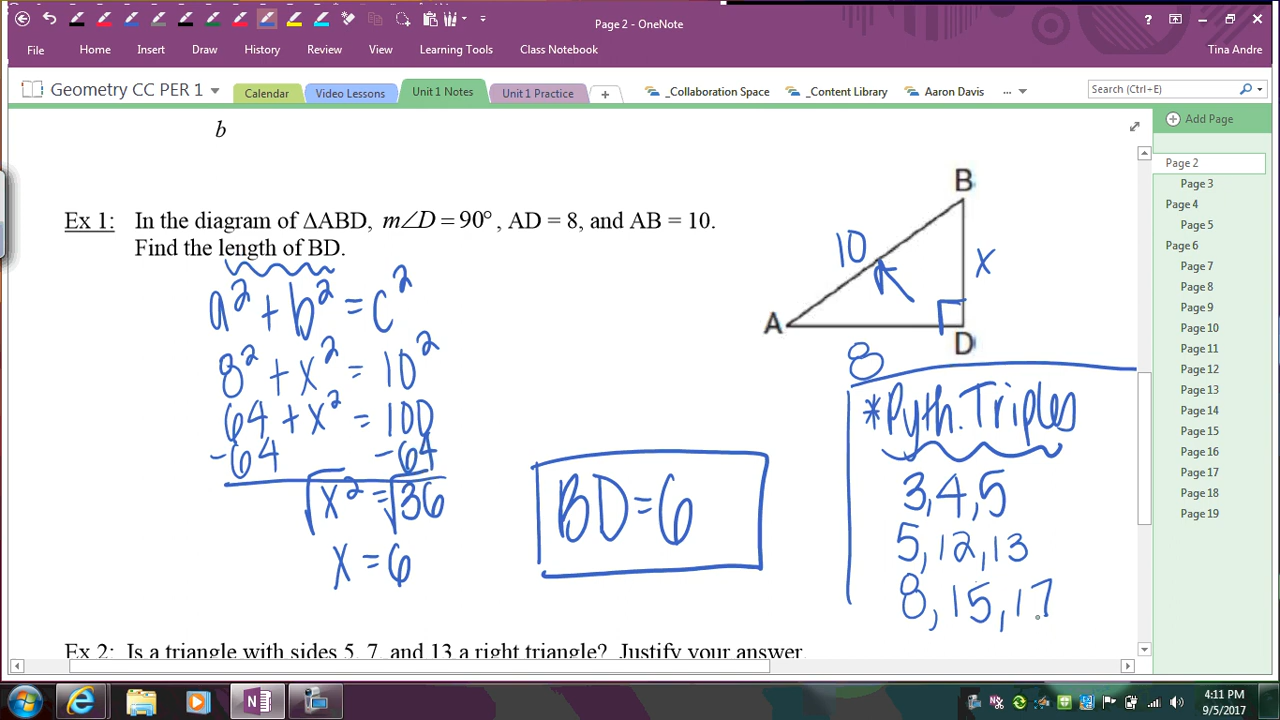 Page 2 - OneNote
Tina Andre
File Home Insert Draw History Review View Learning Tools Class Notebook
Geometry CC PER 1 Calendar Video Lessons Unit 1 Notes Unit 1 Practice _Collaboration Space _Content Library Aaron Davis ... Search (Ctrl+E)
Add Page
Page 2
Page 3
Page 4
Page 5
Page 6
Page 7
Page 8
Page 9
Page 10
Page 11
Page 12
Page 13
Page 14
Page 15
Page 16
Page 17
Page 18
Page 19
b
Ex 1: In the diagram of ΔABD, m∠D = 90°, AD = 8, and AB = 10.
Find the length of BD.
a² + b² = c²
8² + x² = 10²
64 + x² = 100
-64 -64
√x² = √36
x = 6
BD = 6
B
10
x
A
D
8
*Pyth. Triples
3, 4, 5
5, 12, 13
8, 15, 17
Ex 2: Is a triangle with sides 5, 7, and 13 a right triangle? Justify your answer.
4:11 PM
9/5/2017